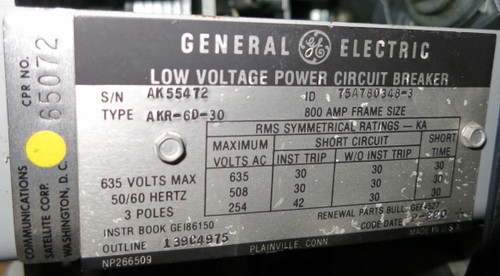 GENERAL GE ELECTRIC
LOW VOLTAGE POWER CIRCUIT BREAKER
S/N AK55472 ID 75A780348-3
TYPE AKR-6D-30 800 AMP FRAME SIZE
RMS SYMMETRICAL RATINGS — KA
MAXIMUM VOLTS AC SHORT CIRCUIT SHORT TIME
INST TRIP W/O INST TRIP
635 30 30 30
508 30 30 30
254 42 30 30
635 VOLTS MAX
50/60 HERTZ
3 POLES
INSTR BOOK GEI86150 RENEWAL PARTS BULL.
OUTLINE 139C4975 CODE DATE
NP266509 PLAINVILLE, CONN MADE IN U.S.A.
CPR NO. 65072
COMMUNICATIONS
SATELLITE CORP.
WASHINGTON, D.C.